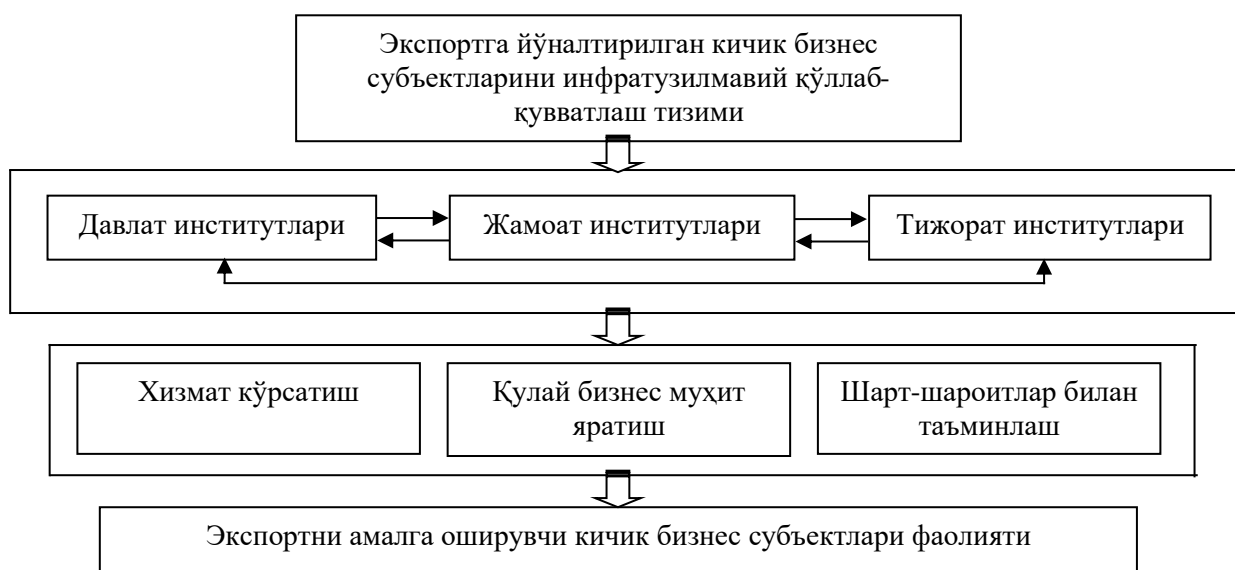 Экспортга йўналтирилган кичик бизнес
субъектларини инфратузилмавий қўллаб-
қувватлаш тизими
Давлат институтлари
Жамоат институтлари
Тижорат институтлари
Хизмат кўрсатиш
Қулай бизнес муҳит
яратиш
Шарт-шароитлар билан
таъминлаш
Экспортни амалга оширувчи кичик бизнес субъектлари фаолияти